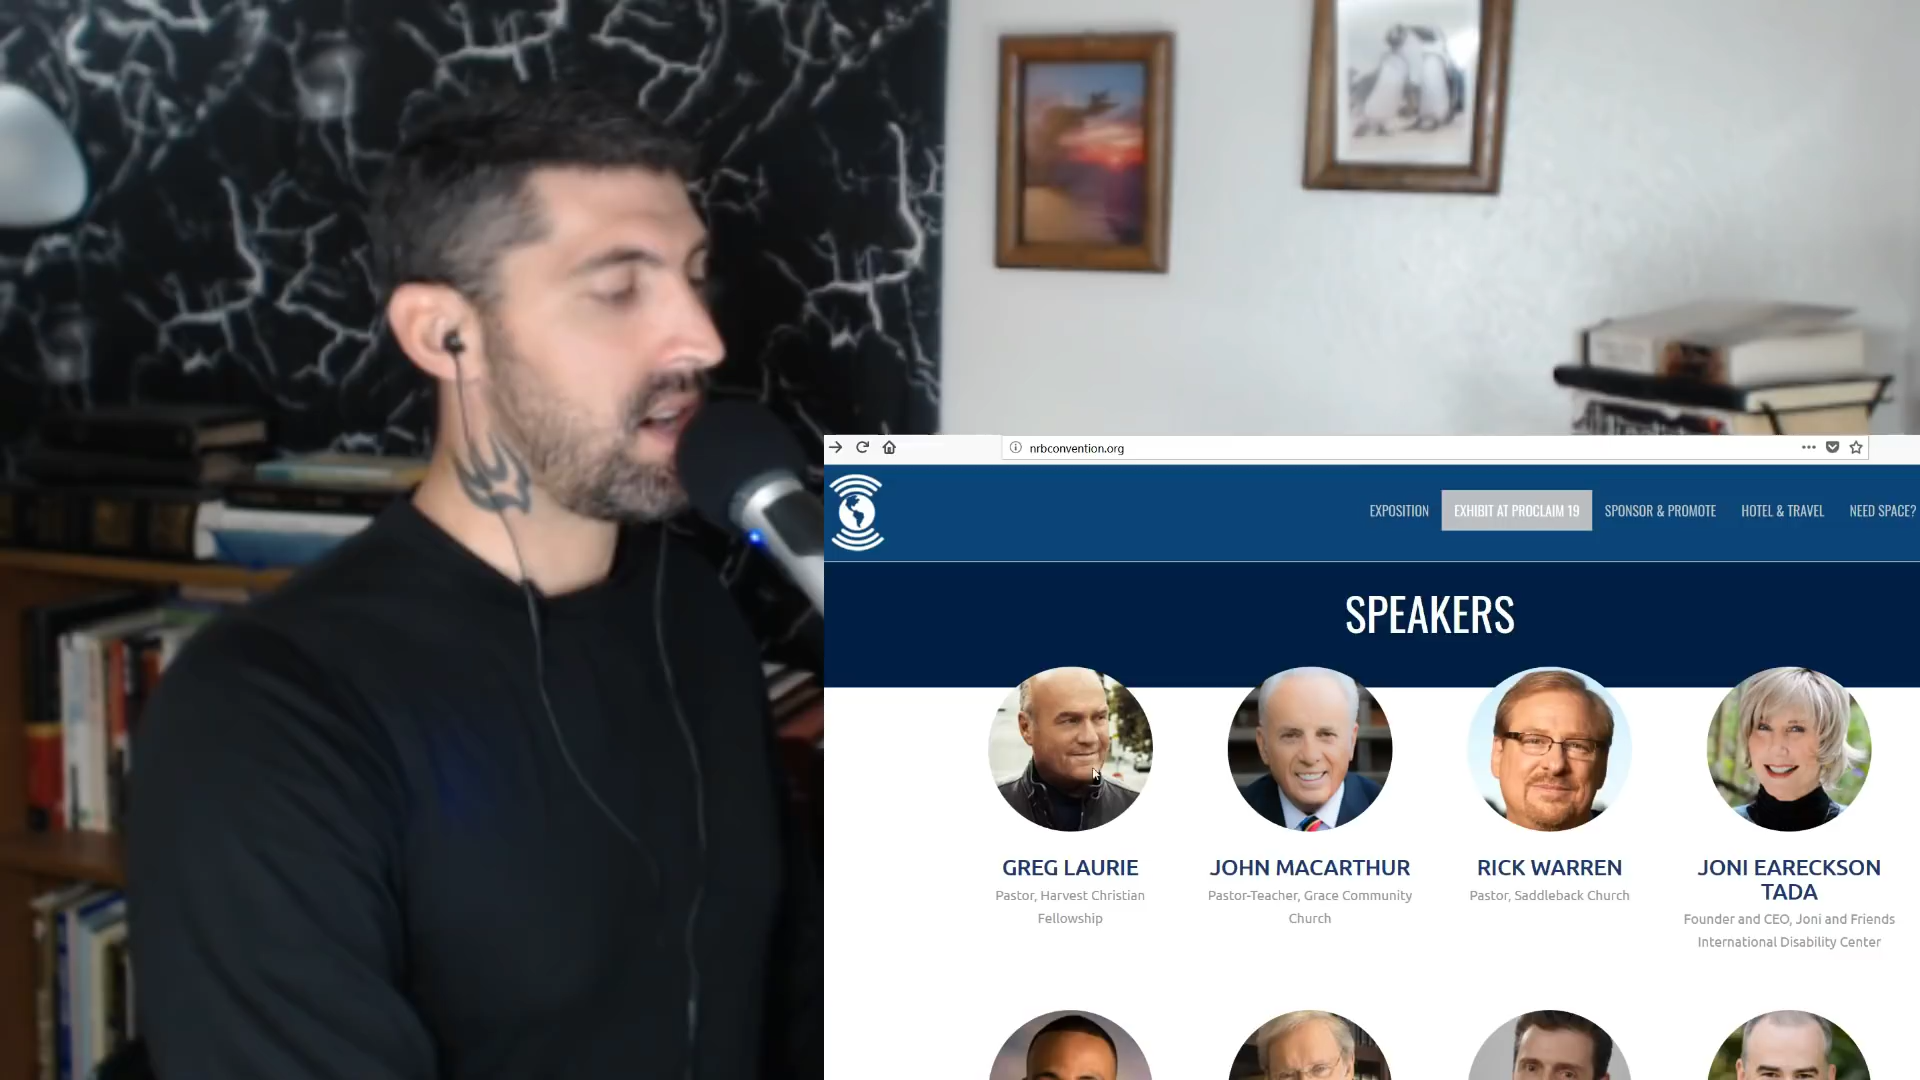 nrbconvention.org
EXPOSITION EXHIBIT AT PROCLAIM 19 SPONSOR & PROMOTE HOTEL & TRAVEL NEED SPACE?
SPEAKERS
GREG LAURIE
Pastor, Harvest Christian
Fellowship
JOHN MACARTHUR
Pastor-Teacher, Grace Community
Church
RICK WARREN
Pastor, Saddleback Church
JONI EARECKSON
TADA
Founder and CEO, Joni and Friends
International Disability Center